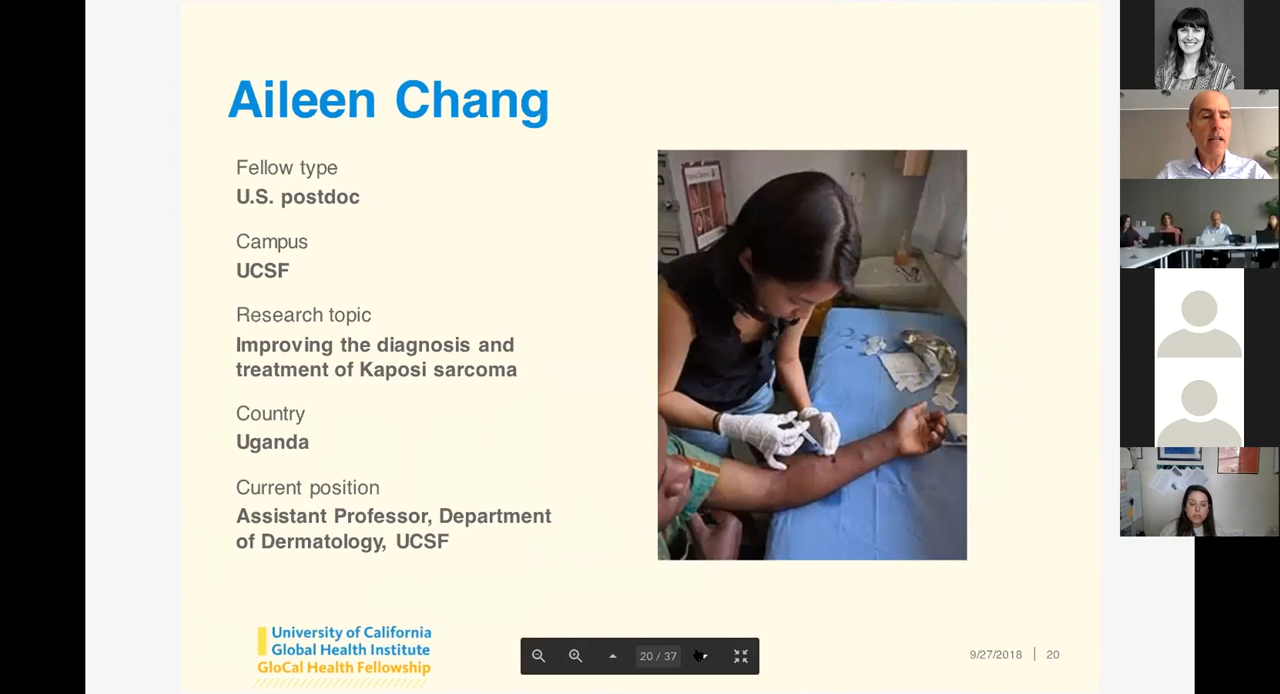 Aileen Chang
Fellow type
U.S. postdoc
Campus
UCSF
Research topic
Improving the diagnosis and
treatment of Kaposi sarcoma
Country
Uganda
Current position
Assistant Professor, Department
of Dermatology, UCSF
University of California
Global Health Institute
GloCal Health Fellowship
20 / 37
9/27/2018 | 20